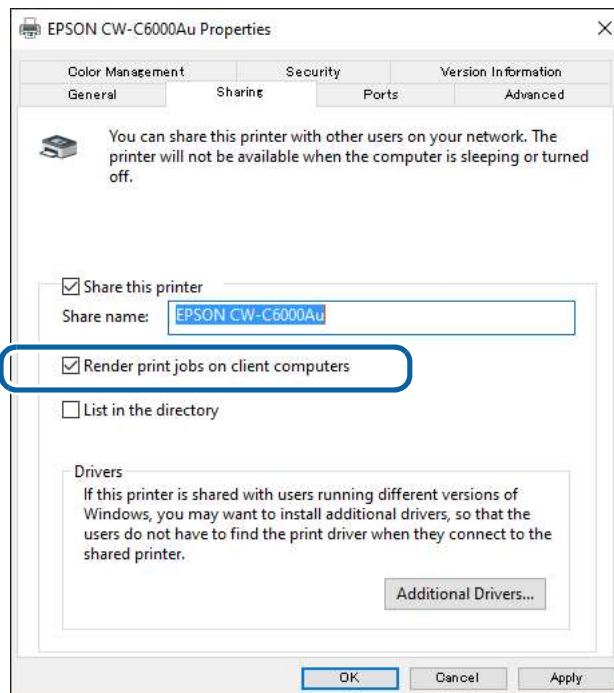 EPSON CW-C6000Au Properties
Color Management Security Version Information
General Sharing Ports Advanced
You can share this printer with other users on your network. The
printer will not be available when the computer is sleeping or turned
off.
Share this printer
Share name: EPSON CW-C6000Au
Render print jobs on client computers
List in the directory
Drivers
If this printer is shared with users running different versions of
Windows, you may want to install additional drivers, so that the
users do not have to find the print driver when they connect to the
shared printer.
Additional Drivers...
OK Cancel Apply